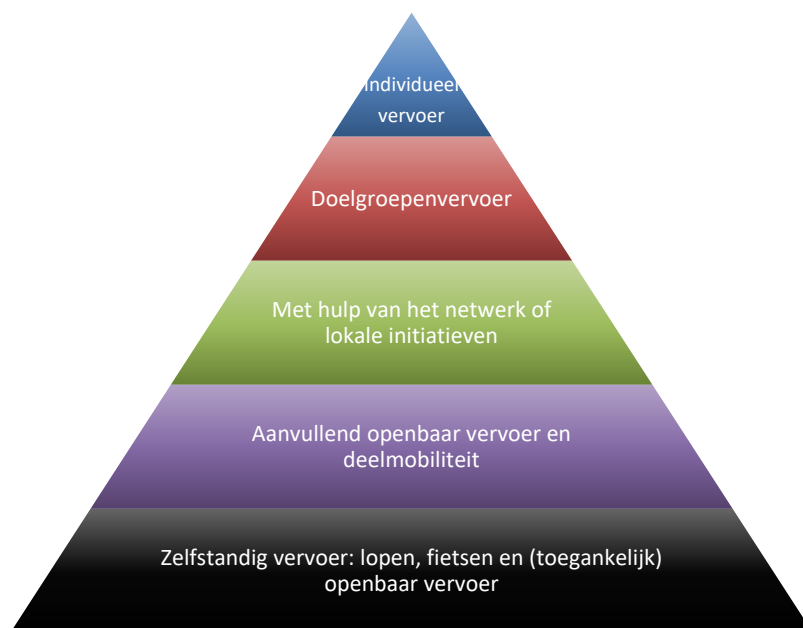 Individueel
vervoer
Doelgroepenvervoer
Met hulp van het netwerk of
lokale initiatieven
Aanvullend openbaar vervoer en
deelmobiliteit
Zelfstandig vervoer: lopen, fietsen en (toegankelijk)
openbaar vervoer